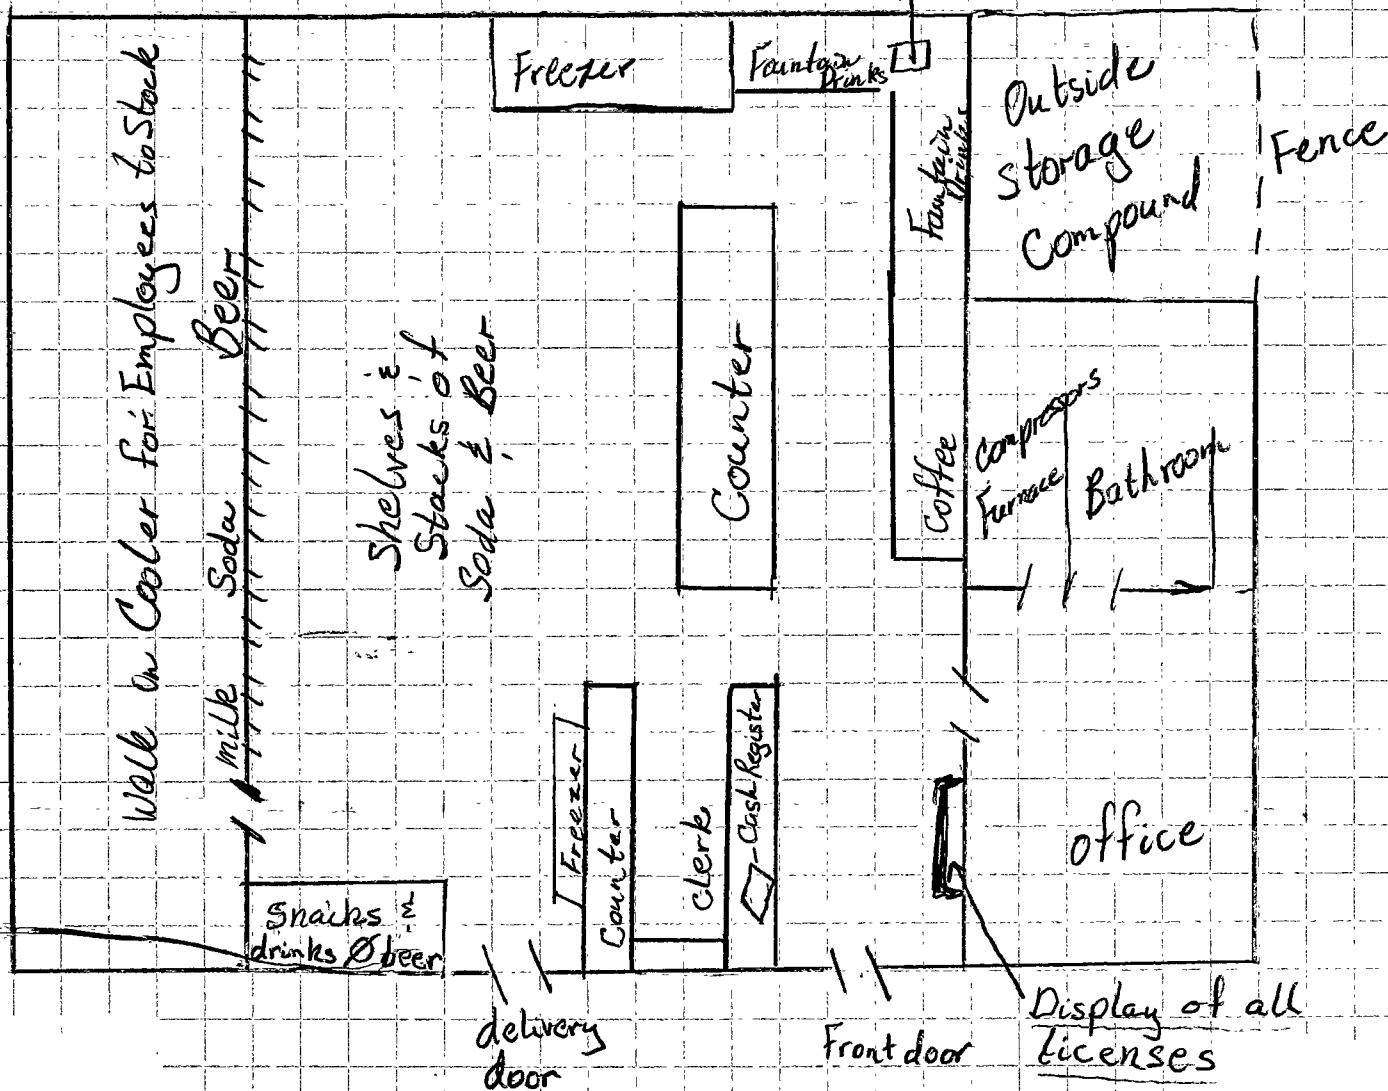 Freezer
Fountain
Drinks
Outside
storage
Compound
Fence
Fountain
Drinks
Walk in Cooler for Employees to Stock
Beer
Soda
milk
Shelves &
Stacks of
Soda & Beer
Counter
Coffee
Compressors
Furnace
Bathroom
Freezer
Counter
Clerk
Cash Register
office
Snacks &
drinks Ø beer
delivery
door
Front door
Display of all
Licenses